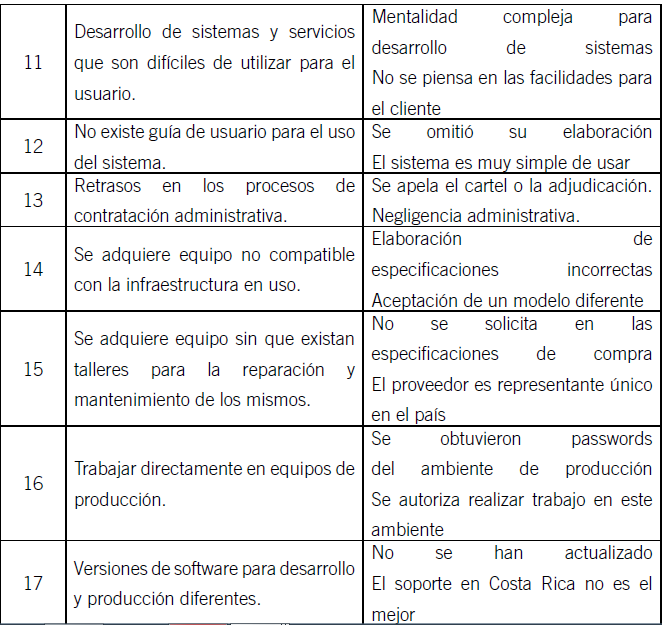 11
Desarrollo de sistemas y servicios
que son difíciles de utilizar para el
usuario.
Mentalidad compleja para
desarrollo de sistemas
No se piensa en las facilidades para
el cliente
12
No existe guía de usuario para el uso
del sistema.
Se omitió su elaboración
El sistema es muy simple de usar
13
Retrasos en los procesos de
contratación administrativa.
Se apela el cartel o la adjudicación.
Negligencia administrativa.
14
Se adquiere equipo no compatible
con la infraestructura en uso.
Elaboración de
especificaciones incorrectas
Aceptación de un modelo diferente
15
Se adquiere equipo sin que existan
talleres para la reparación y
mantenimiento de los mismos.
No se solicita en las
especificaciones de compra
El proveedor es representante único
en el país
16
Trabajar directamente en equipos de
producción.
Se obtuvieron passwords
del ambiente de producción
Se autoriza realizar trabajo en este
ambiente
17
Versiones de software para desarrollo
y producción diferentes.
No se han actualizado
El soporte en Costa Rica no es el
mejor